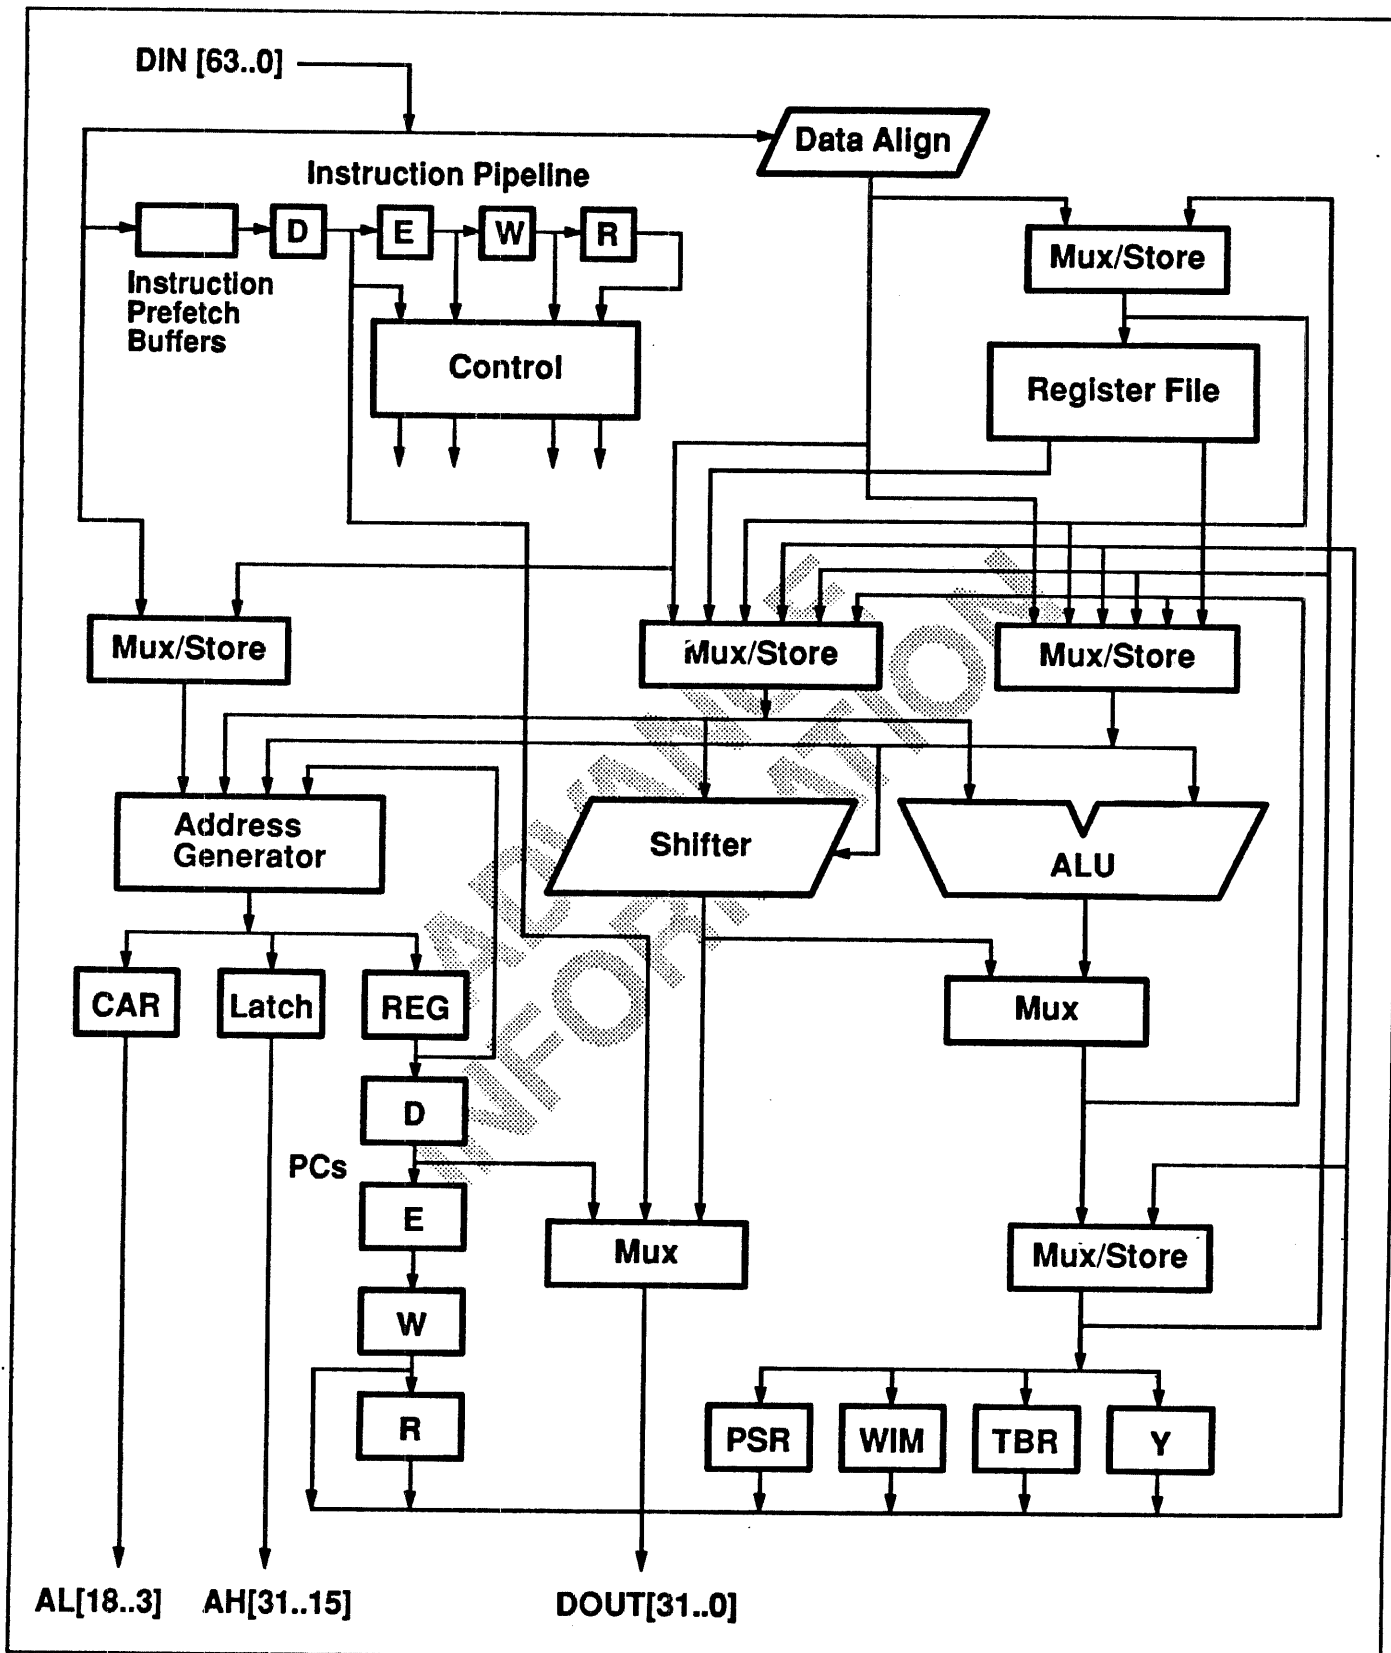 DIN [63..0]
Data Align
Instruction Pipeline
D
E
W
R
Mux/Store
Instruction
Prefetch
Buffers
Control
Register File
Mux/Store
Mux/Store
Mux/Store
Address
Generator
Shifter
ALU
CAR
Latch
REG
Mux
D
PCs
E
Mux
Mux/Store
W
R
PSR
WIM
TBR
Y
AL[18..3]
AH[31..15]
DOUT[31..0]
ADVANCE
INFORMATION